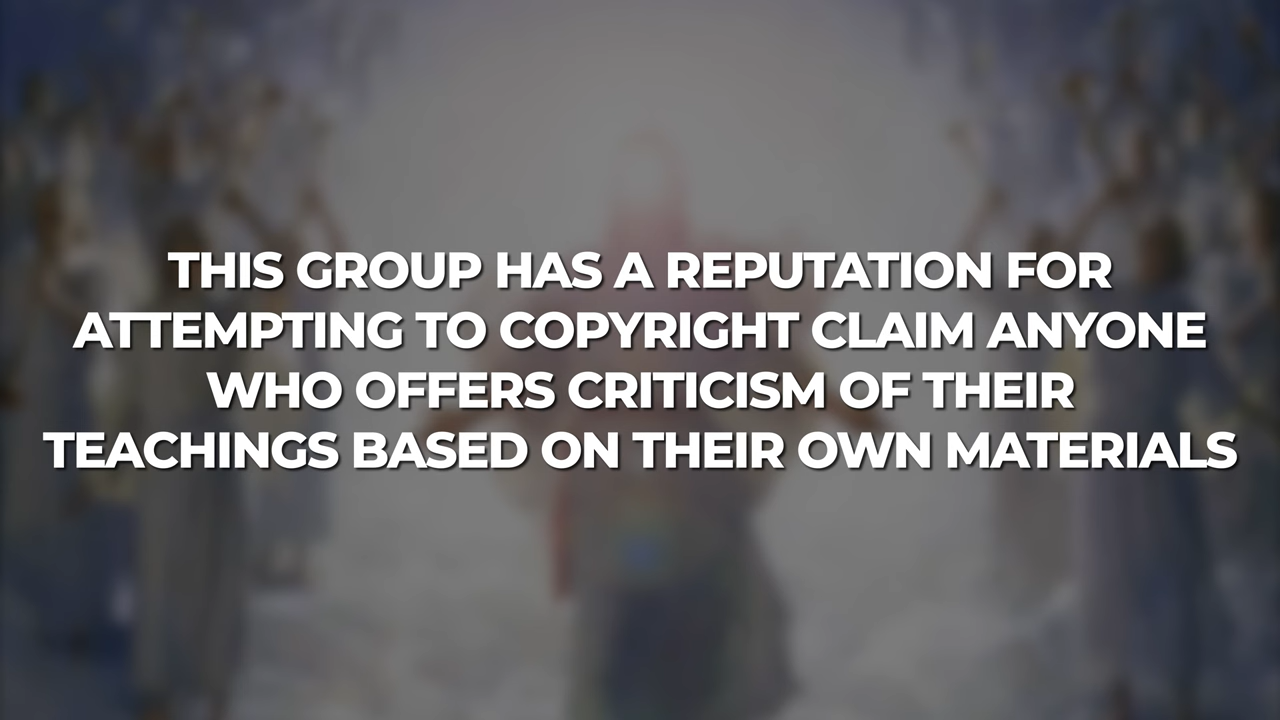 THIS GROUP HAS A REPUTATION FOR
ATTEMPTING TO COPYRIGHT CLAIM ANYONE
WHO OFFERS CRITICISM OF THEIR
TEACHINGS BASED ON THEIR OWN MATERIALS